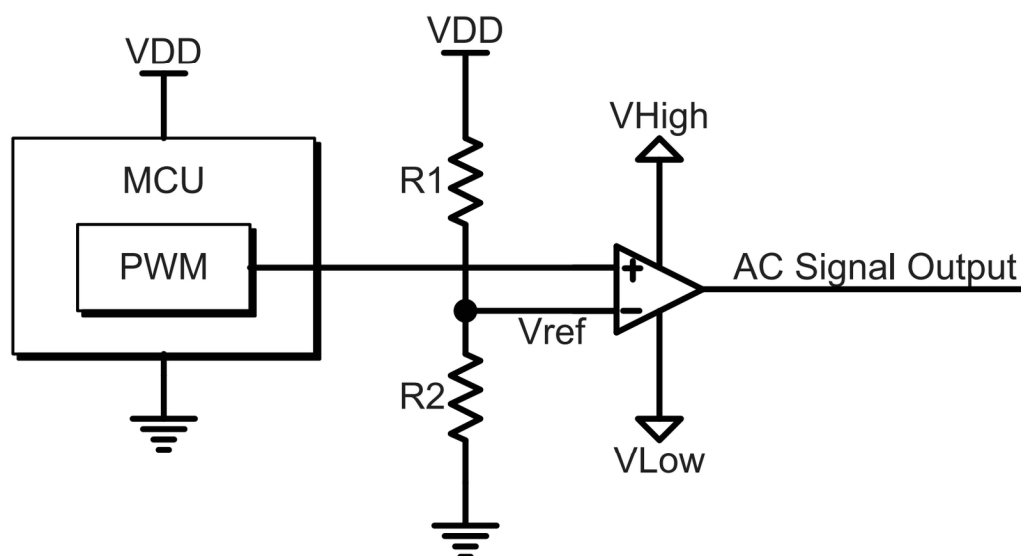 VDD
VDD
VHigh
MCU
R1
PWM
+
AC Signal Output
−
Vref
R2
VLow